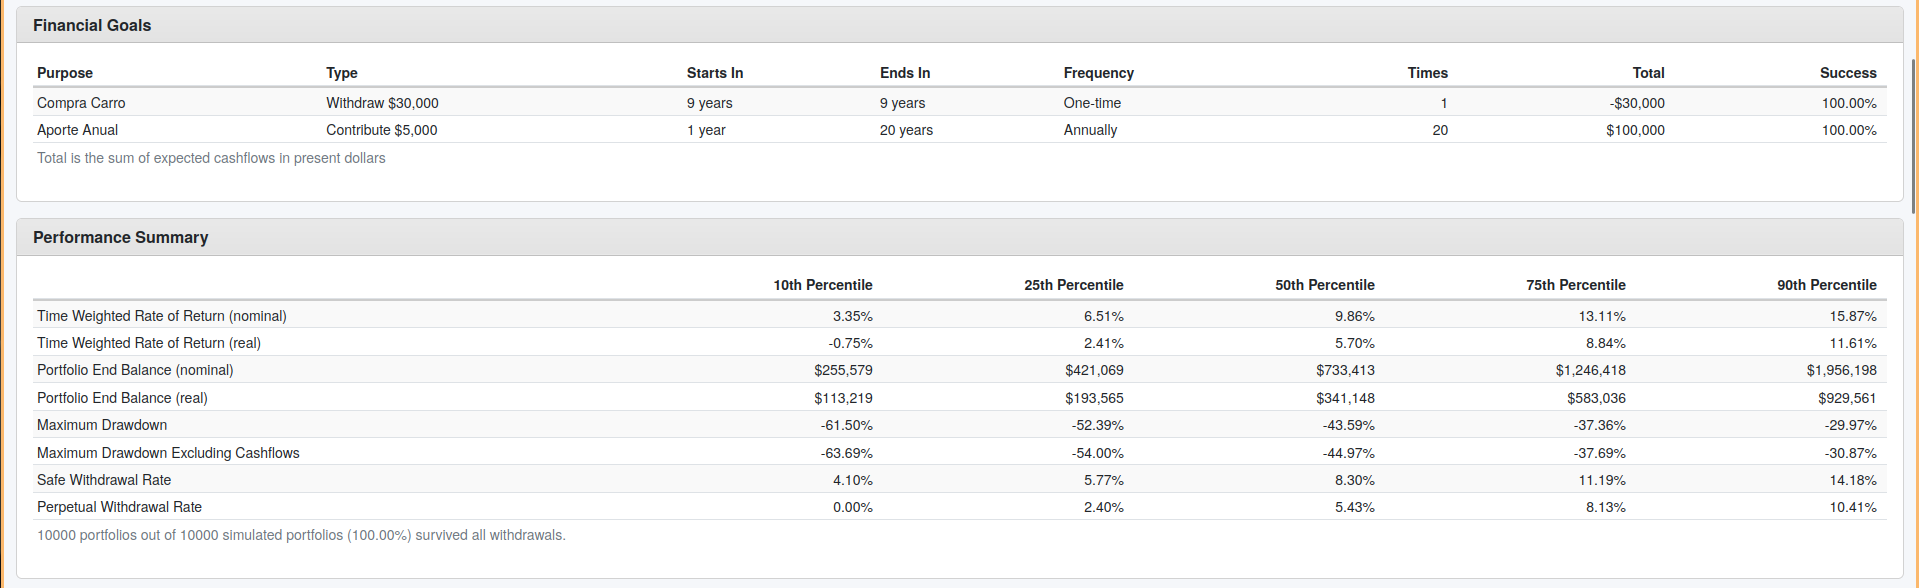 Financial Goals
Purpose Type Starts In Ends In Frequency Times Total Success
Compra Carro Withdraw $30,000 9 years 9 years One-time 1 -$30,000 100.00%
Aporte Anual Contribute $5,000 1 year 20 years Annually 20 $100,000 100.00%
Total is the sum of expected cashflows in present dollars
Performance Summary
10th Percentile 25th Percentile 50th Percentile 75th Percentile 90th Percentile
Time Weighted Rate of Return (nominal) 3.35% 6.51% 9.86% 13.11% 15.87%
Time Weighted Rate of Return (real) -0.75% 2.41% 5.70% 8.84% 11.61%
Portfolio End Balance (nominal) $255,579 $421,069 $733,413 $1,246,418 $1,956,198
Portfolio End Balance (real) $113,219 $193,565 $341,148 $583,036 $929,561
Maximum Drawdown -61.50% -52.39% -43.59% -37.36% -29.97%
Maximum Drawdown Excluding Cashflows -63.69% -54.00% -44.97% -37.69% -30.87%
Safe Withdrawal Rate 4.10% 5.77% 8.30% 11.19% 14.18%
Perpetual Withdrawal Rate 0.00% 2.40% 5.43% 8.13% 10.41%
10000 portfolios out of 10000 simulated portfolios (100.00%) survived all withdrawals.